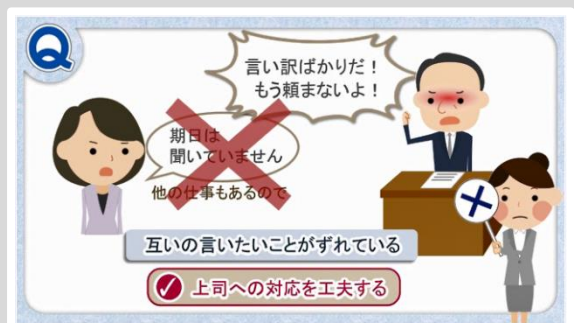 Q
言い訳ばかりだ！
もう頼まないよ！
期日は
聞いていません
他の仕事もあるので
互いの言いたいことがずれている
上司への対応を工夫する